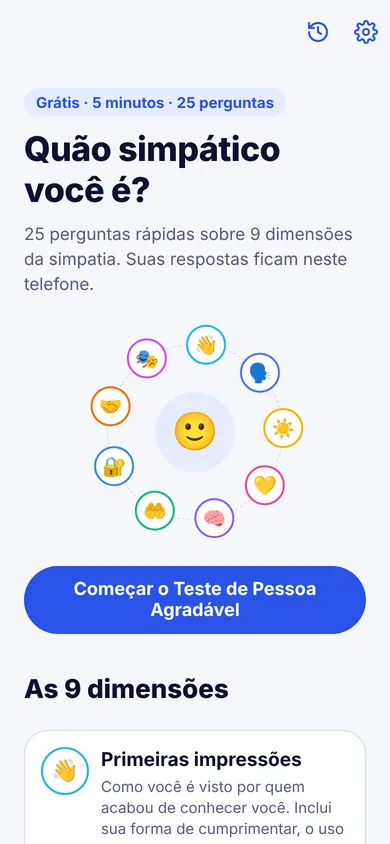 Grátis · 5 minutos · 25 perguntas
Quão simpático
você é?
25 perguntas rápidas sobre 9 dimensões
da simpatia. Suas respostas ficam neste
telefone.
Começar o Teste de Pessoa
Agradável
As 9 dimensões
Primeiras impressões
Como você é visto por quem
acabou de conhecer você. Inclui
sua forma de cumprimentar, o uso